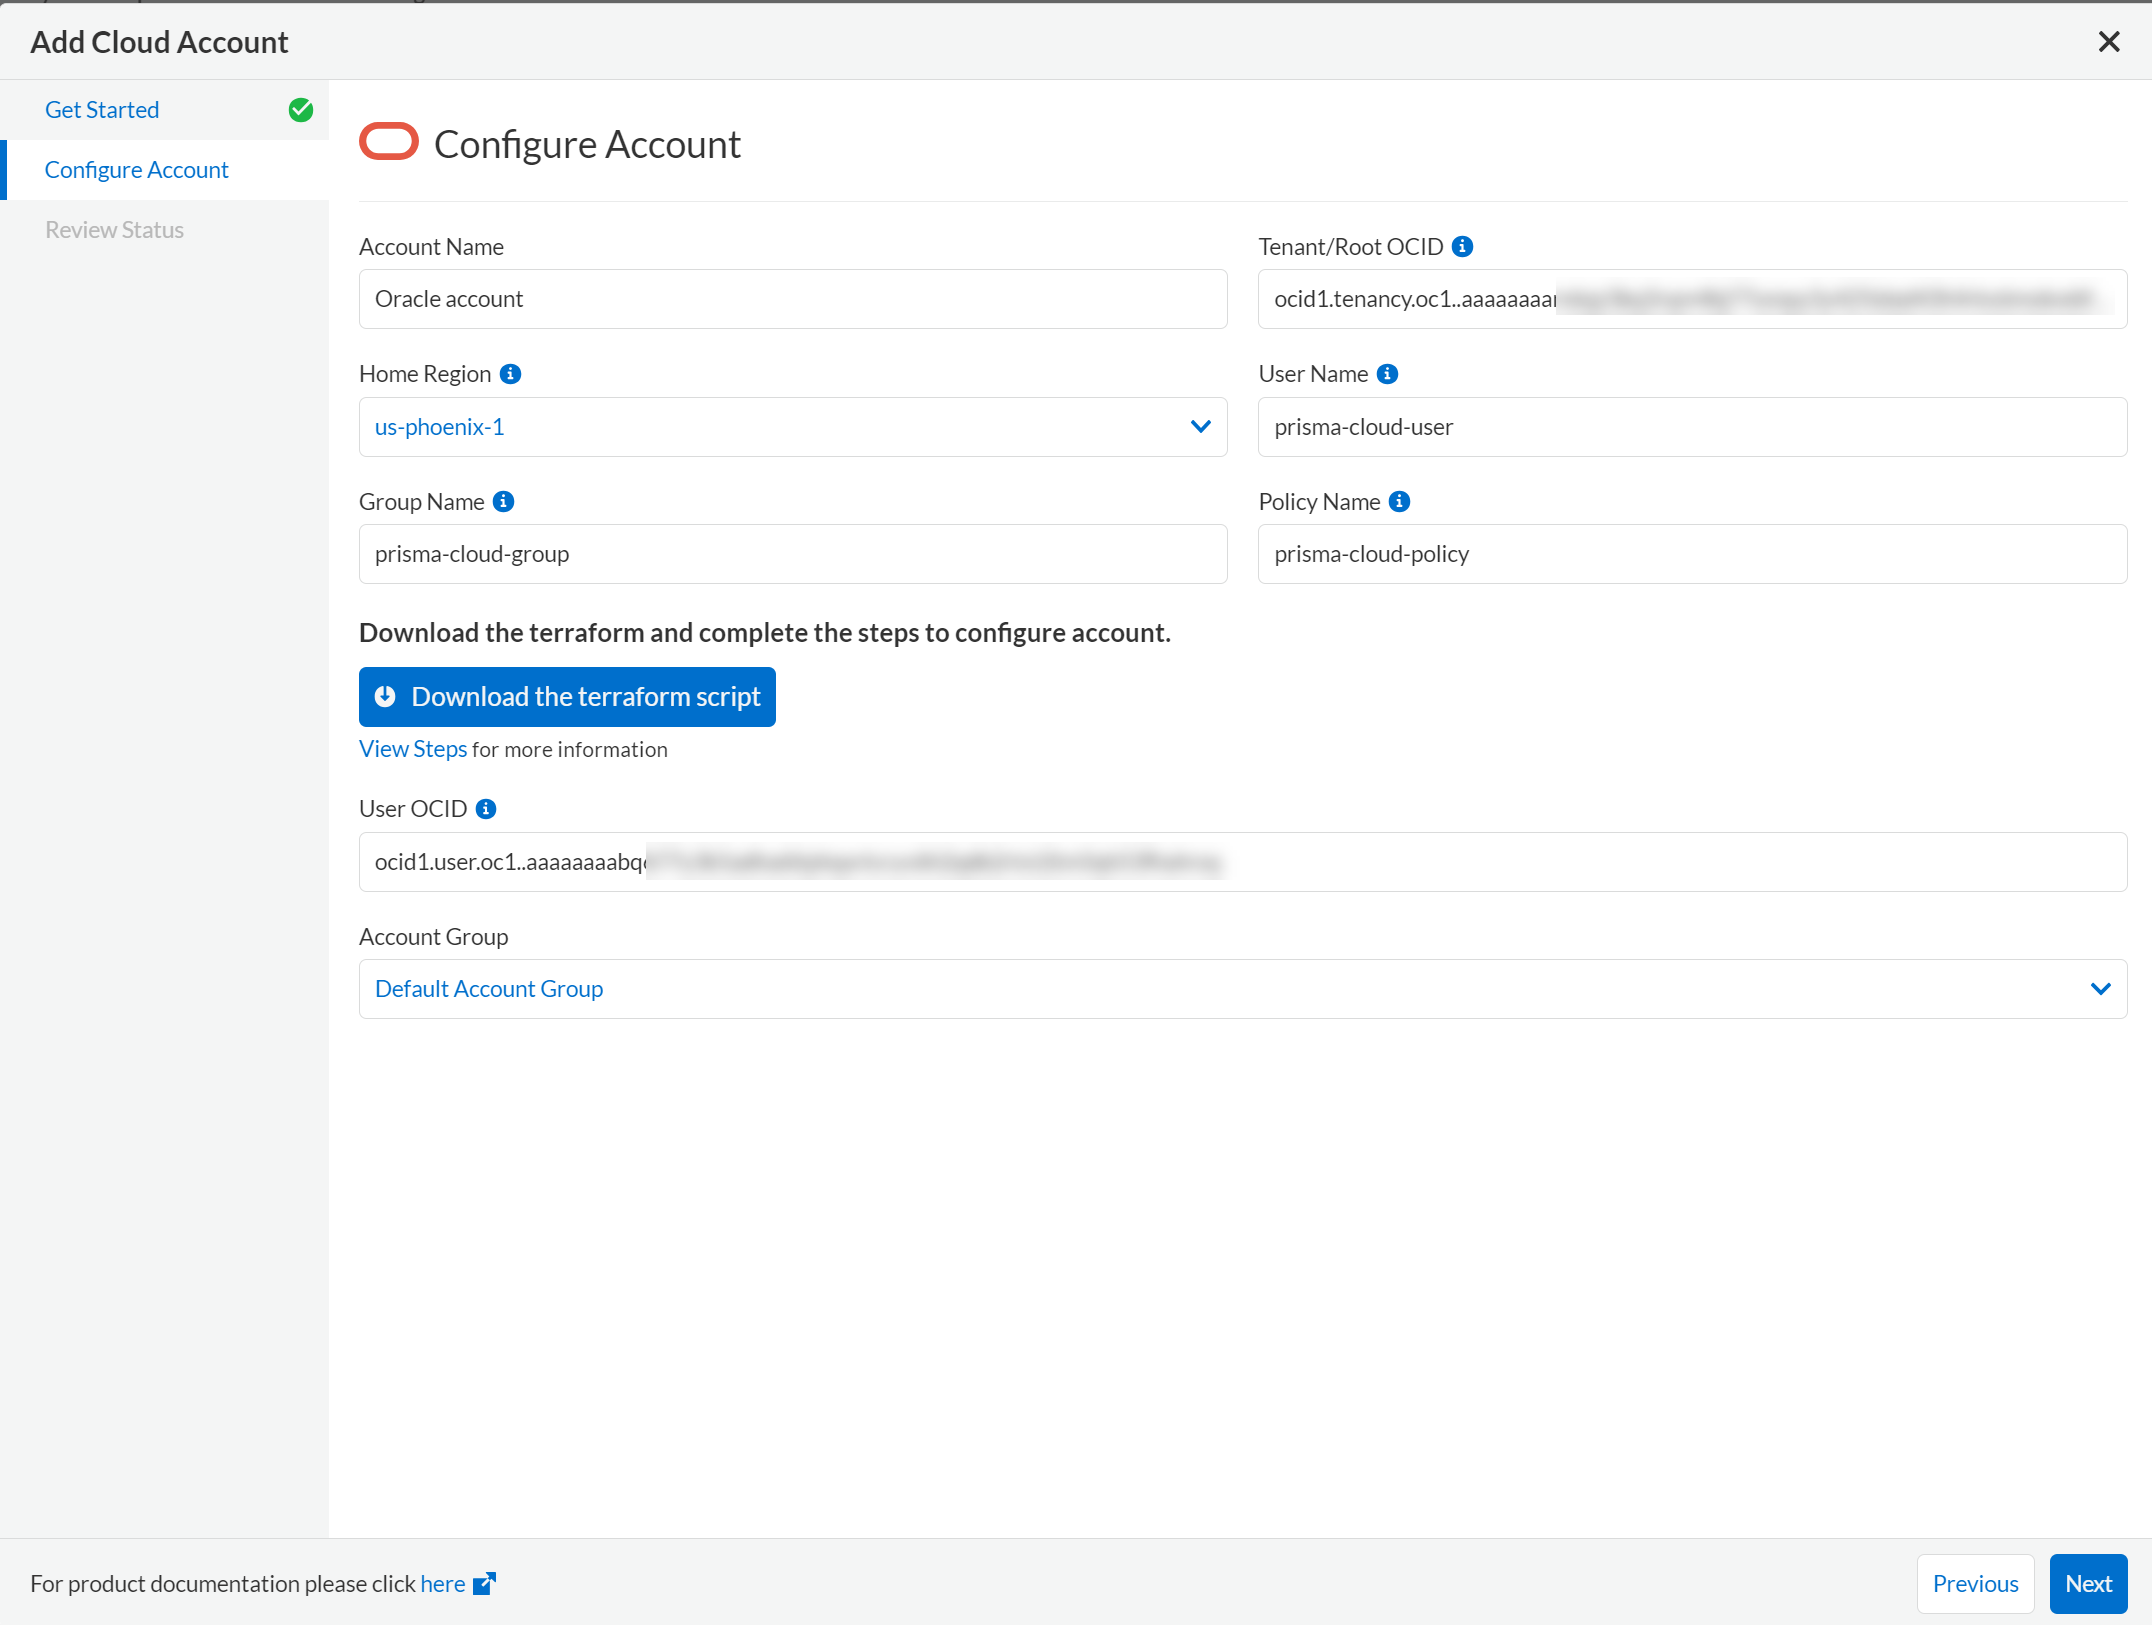 Add Cloud Account
Get Started
Configure Account
Review Status
Configure Account
Account Name
Tenant/Root OCID
Oracle account
ocid1.tenancy.oc1..aaaaaaaa
Home Region
User Name
us-phoenix-1
prisma-cloud-user
Group Name
Policy Name
prisma-cloud-group
prisma-cloud-policy
Download the terraform and complete the steps to configure account.
Download the terraform script
View Steps for more information
User OCID
ocid1.user.oc1..aaaaaaaabq
Account Group
Default Account Group
For product documentation please click here
Previous
Next